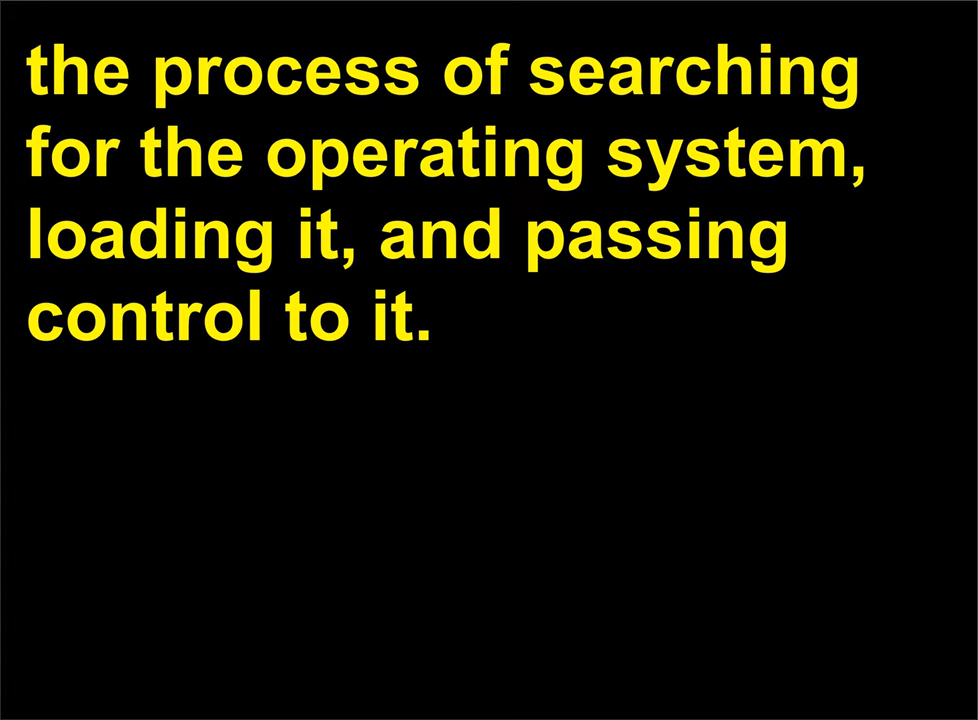 the process of searching
for the operating system,
loading it, and passing
control to it.